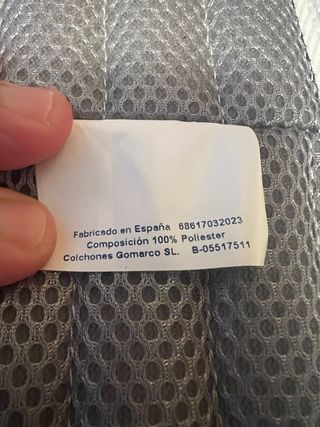 Fabricado en España 68617032023
Composición 100% Poliester
Colchones Gomarco SL. B-05517511